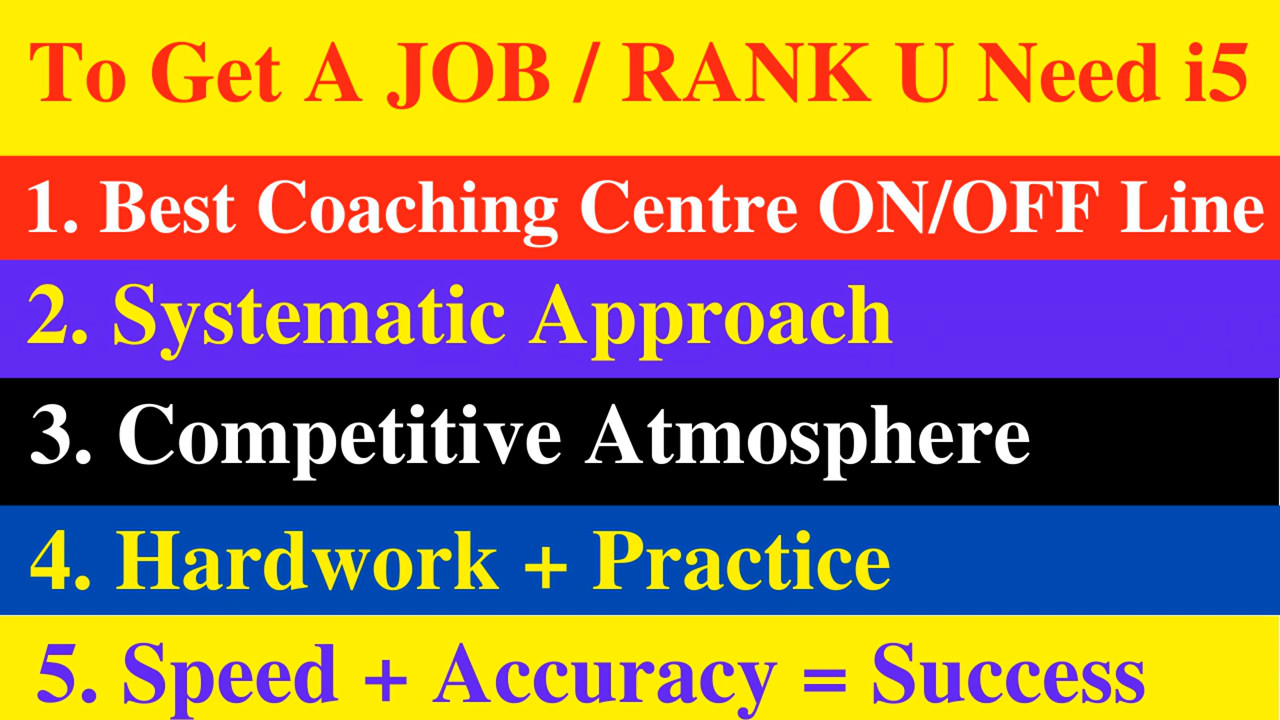 To Get A JOB / RANK U Need i5
1. Best Coaching Centre ON/OFF Line
2. Systematic Approach
3. Competitive Atmosphere
4. Hardwork + Practice
5. Speed + Accuracy = Success